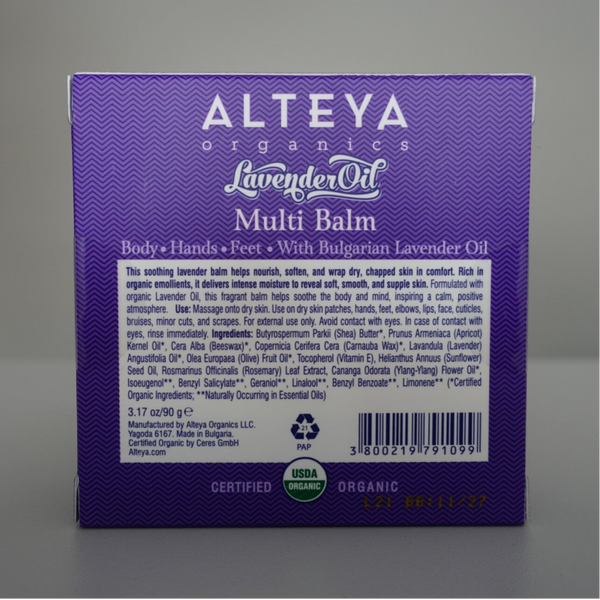 ALTEYA
organics
Lavender Oil
Multi Balm
Body • Hands • Feet • With Bulgarian Lavender Oil
This soothing lavender balm helps nourish, soften, and wrap dry, chapped skin in comfort. Rich in
organic emollients, it delivers intense moisture to reveal soft, smooth, and supple skin. Formulated with
organic Lavender Oil, this fragrant balm helps soothe the body and mind, inspiring a calm, positive
atmosphere. Use: Massage onto dry skin. Use on dry skin patches, hands, feet, elbows, lips, face, cuticles,
bruises, minor cuts, and scrapes. For external use only. Avoid contact with eyes. In case of contact with
eyes, rinse immediately. Ingredients: Butyrospermum Parkii (Shea) Butter*, Prunus Armeniaca (Apricot)
Kernel Oil*, Cera Alba (Beeswax)*, Copernicia Cerifera Cera (Carnauba Wax)*, Lavandula (Lavender)
Angustifolia Oil*, Olea Europaea (Olive) Fruit Oil*, Tocopherol (Vitamin E), Helianthus Annuus (Sunflower)
Seed Oil, Rosmarinus Officinalis (Rosemary) Leaf Extract, Cananga Odorata (Ylang-Ylang) Flower Oil*,
Isoeugenol**, Benzyl Salicylate**, Geraniol**, Linalool**, Benzyl Benzoate**, Limonene** (*Certified
Organic Ingredients; **Naturally Occurring in Essential Oils)
3.17 oz/90 g ℮
Manufactured by Alteya Organics LLC.
Yagoda 6167. Made in Bulgaria.
Certified Organic by Ceres GmbH
Alteya.com
21
PAP
3 800219 791099
CERTIFIED USDA ORGANIC ORGANIC
L21 06/11/27